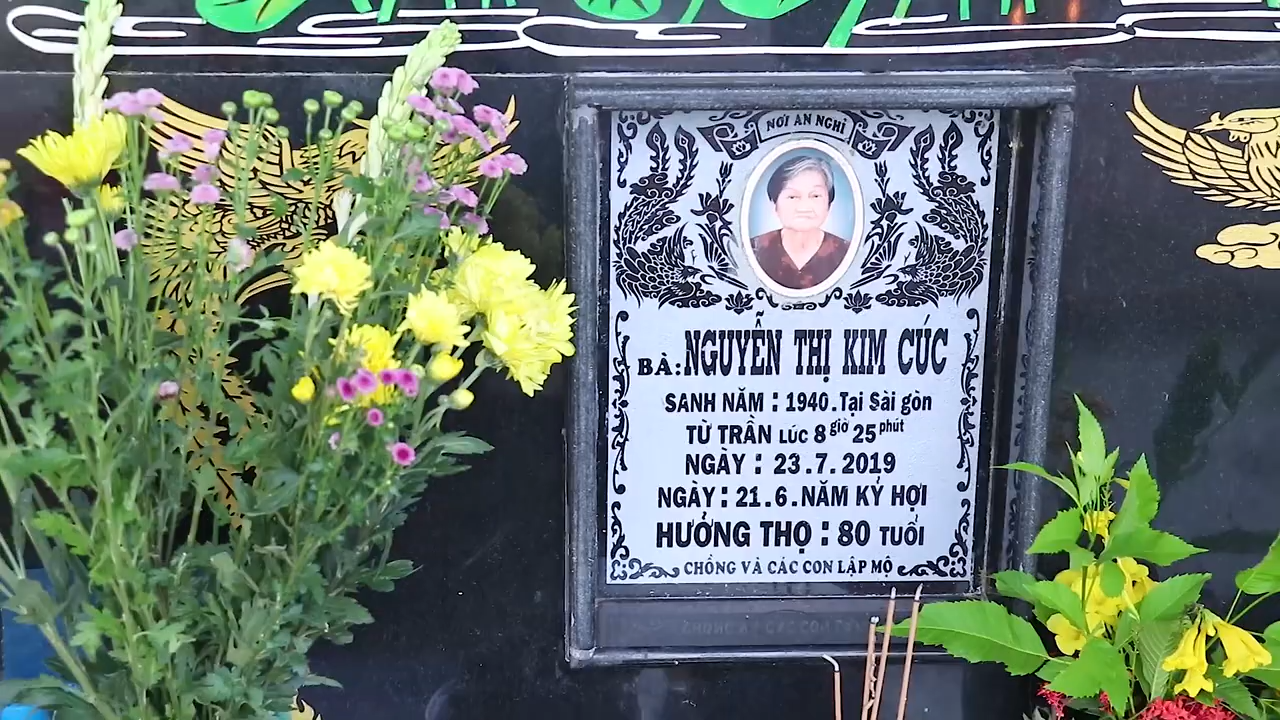 NƠI AN NGHỈ
BÀ: NGUYỄN THỊ KIM CÚC
SANH NĂM : 1940. Tại Sài gòn
TỪ TRẦN LÚC 8 giờ 25 phút
NGÀY : 23.7.2019
NGÀY : 21.6. NĂM KỶ HỢI
HƯỞNG THỌ : 80 TUỔI
CHỒNG VÀ CÁC CON LẬP MỘ